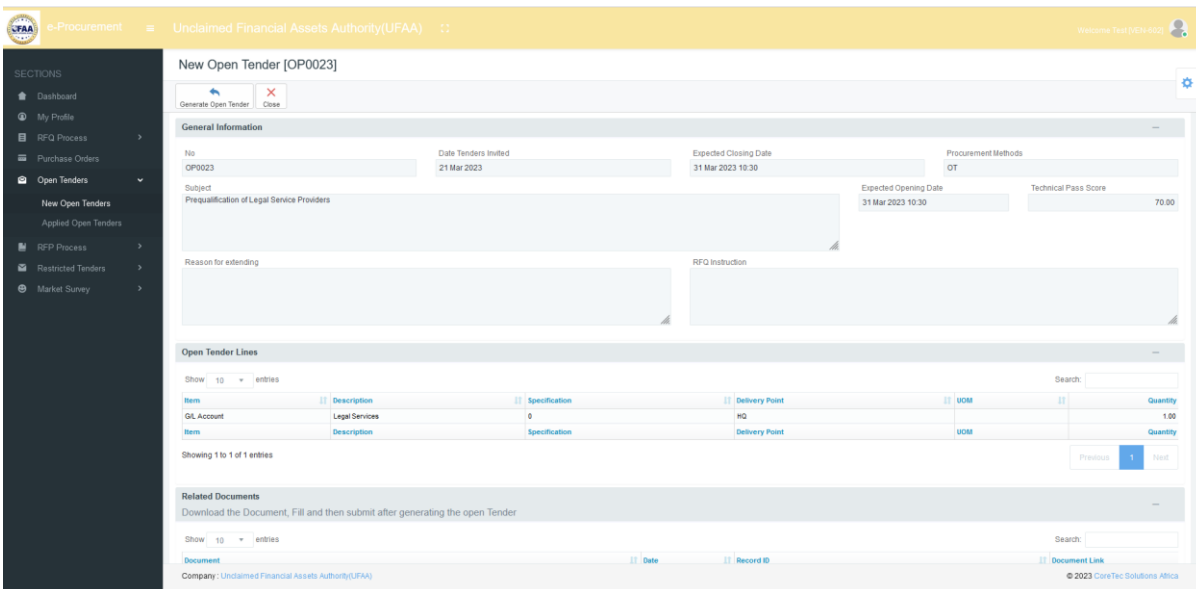 UFAA
e-Procurement
Unclaimed Financial Assets Authority(UFAA)
SECTIONS
Dashboard
My Profile
RFQ Process
Purchase Orders
Open Tenders
New Open Tenders
Applied Open Tenders
RFP Process
Restricted Tenders
Market Survey
New Open Tender [OP0023]
Generate Open Tender Close
General Information
No Date Tenders Invited Expected Closing Date Procurement Methods
OP0023 21 Mar 2023 31 Mar 2023 10:30 OT
Subject Expected Opening Date Technical Pass Score
Prequalification of Legal Service Providers 31 Mar 2023 10:30 70.00
Reason for extending RFQ Instruction
Open Tender Lines
Show 10 entries Search:
Item Description Specification Delivery Point UOM Quantity
G/L Account Legal Services 0 HQ 1.00
Item Description Specification Delivery Point UOM Quantity
Showing 1 to 1 of 1 entries Previous 1 Next
Related Documents
Download the Document, Fill and then submit after generating the open Tender
Show 10 entries Search:
Document Date Record ID Document Link
Company : Unclaimed Financial Assets Authority(UFAA) © 2023 CoreTec Solutions Africa